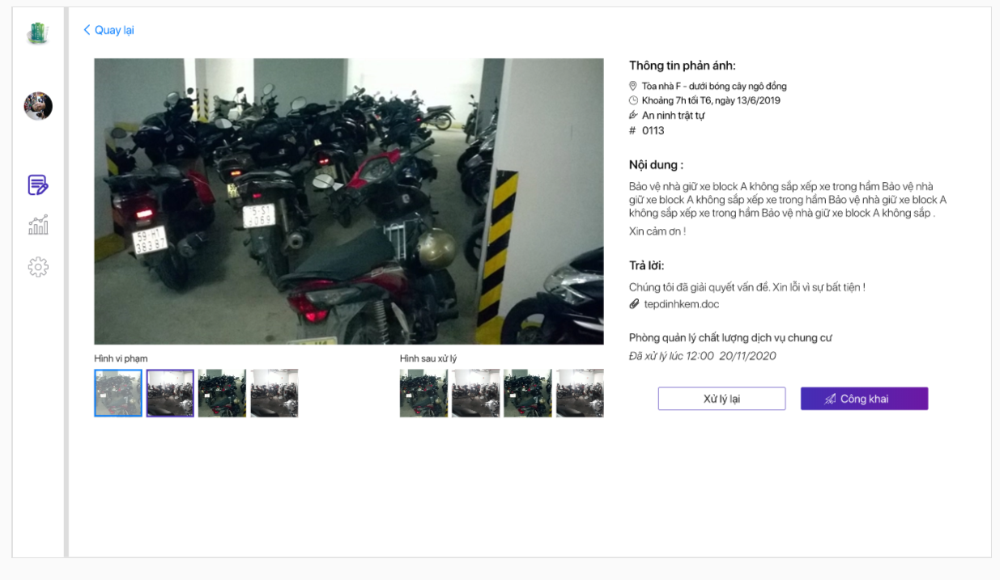 Quay lại
Thông tin phản ánh:
Tòa nhà F - dưới bóng cây ngô đồng
Khoảng 7h tối T6, ngày 13/6/2019
An ninh trật tự
# 0113
Nội dung :
Bảo vệ nhà giữ xe block A không sắp xếp xe trong hầm Bảo vệ nhà
giữ xe block A không sắp xếp xe trong hầm Bảo vệ nhà giữ xe block A
không sắp xếp xe trong hầm Bảo vệ nhà giữ xe block A không sắp .
Xin cảm ơn !
Trả lời:
Chúng tôi đã giải quyết vấn đề. Xin lỗi vì sự bất tiện !
tepdinhkem.doc
Phòng quản lý chất lượng dịch vụ chung cư
Đã xử lý lúc 12:00 20/11/2020
Xử lý lại
Công khai
59-H1
38387
Hình vi phạm
Hình sau xử lý